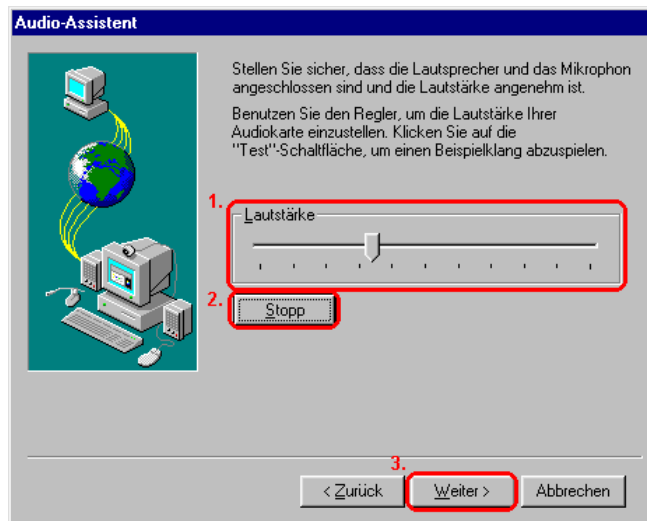 Audio-Assistent
Stellen Sie sicher, dass die Lautsprecher und das Mikrophon
angeschlossen sind und die Lautstärke angenehm ist.
Benutzen Sie den Regler, um die Lautstärke Ihrer
Audiokarte einzustellen. Klicken Sie auf die
"Test"-Schaltfläche, um einen Beispielklang abzuspielen.
1.
Lautstärke
2.
Stopp
3.
< Zurück
Weiter >
Abbrechen